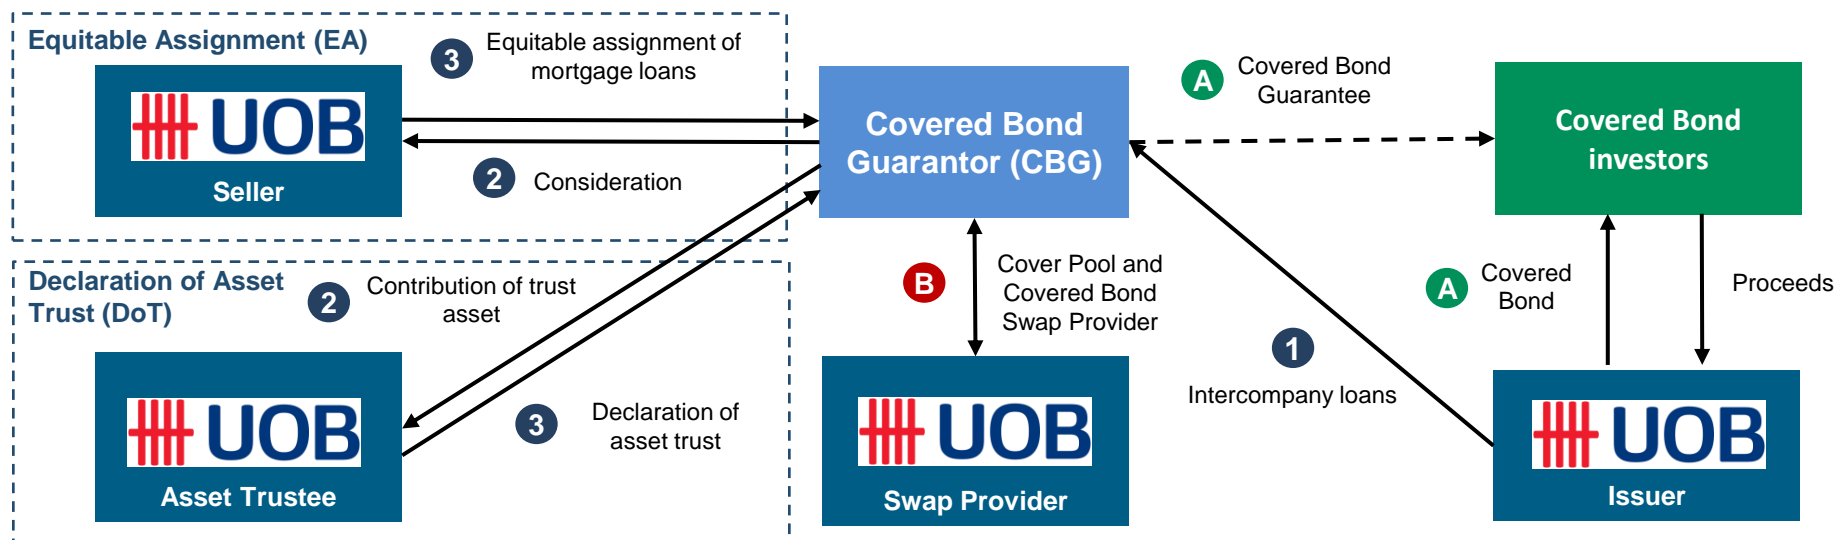 Equitable Assignment (EA)
UOB
Seller
3
Equitable assignment of
mortgage loans
2
Consideration
Declaration of Asset
Trust (DoT)
2
Contribution of trust
asset
UOB
Asset Trustee
3
Declaration of
asset trust
Covered Bond
Guarantor (CBG)
B
Cover Pool and
Covered Bond
Swap Provider
UOB
Swap Provider
A
Covered Bond
Guarantee
1
Intercompany loans
Covered Bond
investors
A
Covered
Bond
Proceeds
UOB
Issuer